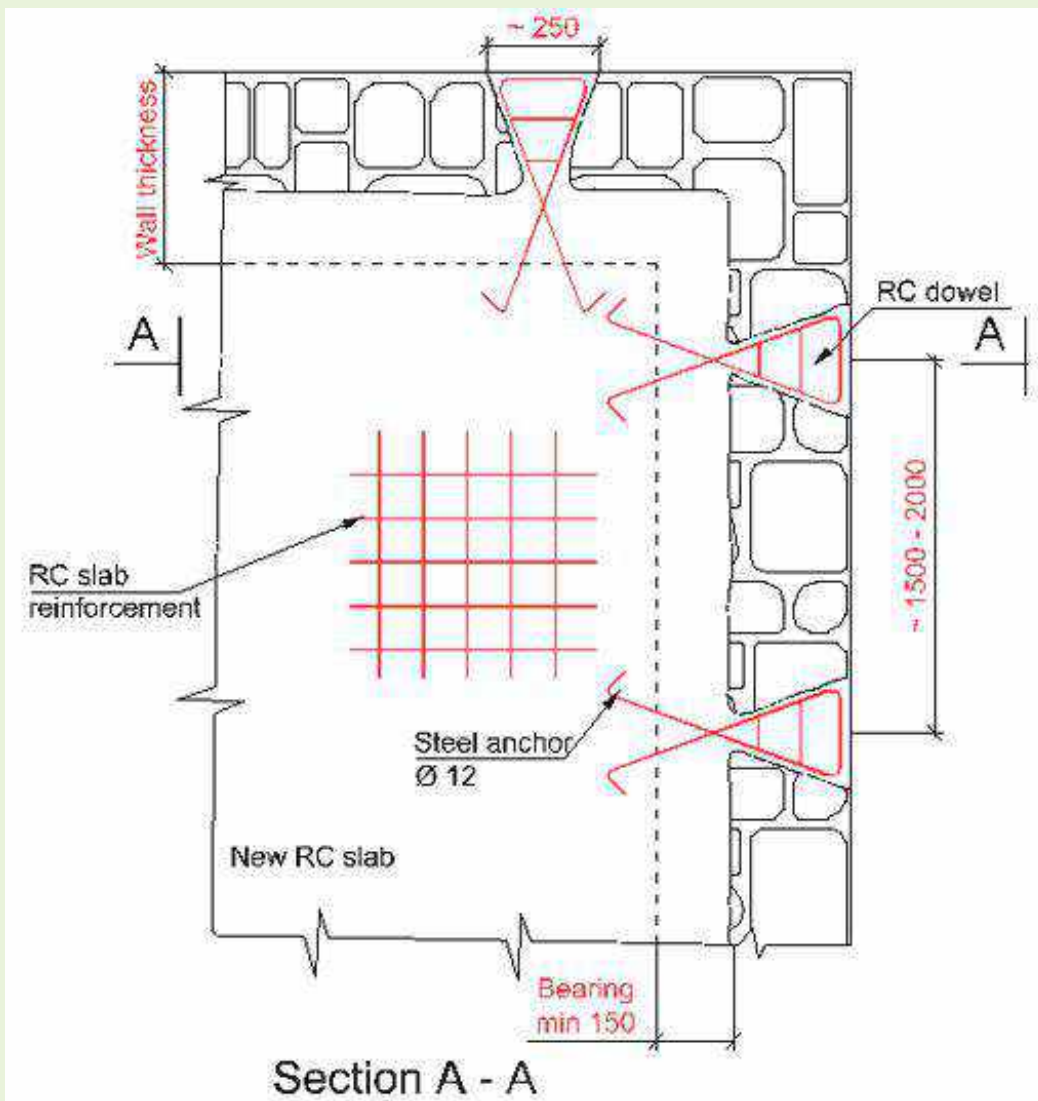 ~ 250
Wall thickness
RC dowel
A
A
~ 1500 - 2000
RC slab
reinforcement
Steel anchor
Ø 12
New RC slab
Bearing
min 150
Section A - A